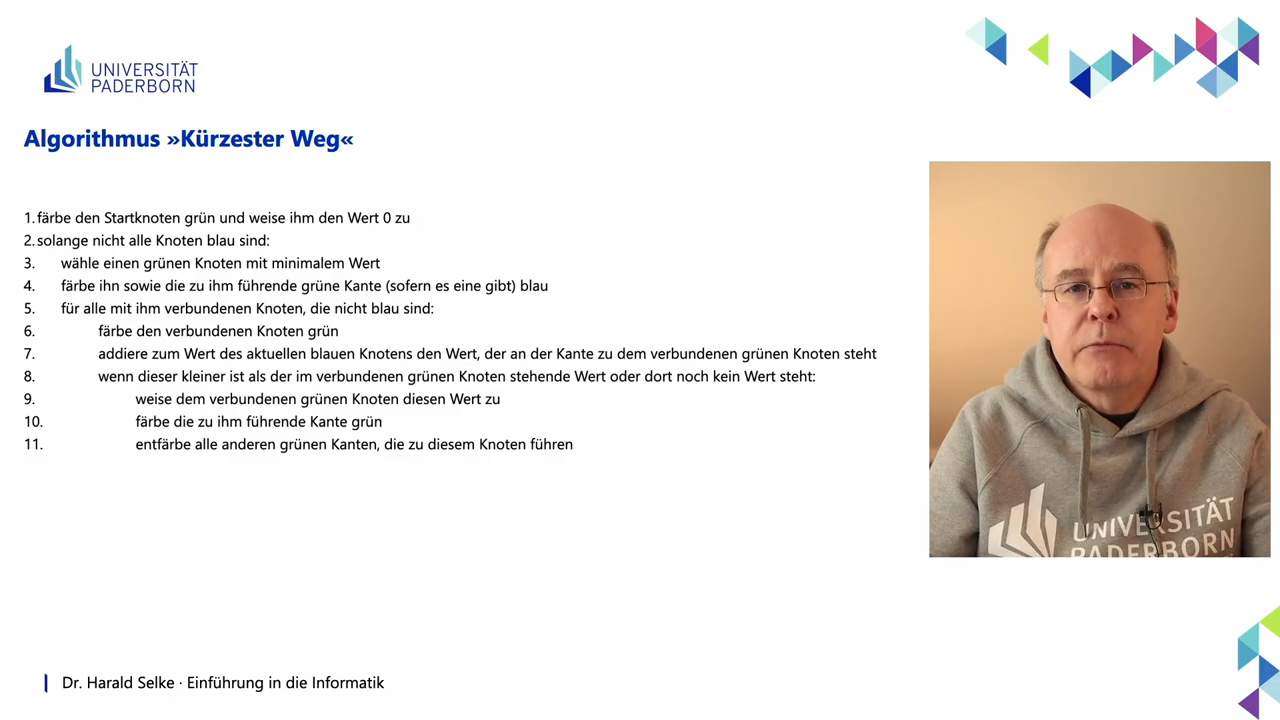 UNIVERSITÄT
PADERBORN
Algorithmus »Kürzester Weg«
1. färbe den Startknoten grün und weise ihm den Wert 0 zu
2. solange nicht alle Knoten blau sind:
3. wähle einen grünen Knoten mit minimalem Wert
4. färbe ihn sowie die zu ihm führende grüne Kante (sofern es eine gibt) blau
5. für alle mit ihm verbundenen Knoten, die nicht blau sind:
6. färbe den verbundenen Knoten grün
7. addiere zum Wert des aktuellen blauen Knotens den Wert, der an der Kante zu dem verbundenen grünen Knoten steht
8. wenn dieser kleiner ist als der im verbundenen grünen Knoten stehende Wert oder dort noch kein Wert steht:
9. weise dem verbundenen grünen Knoten diesen Wert zu
10. färbe die zu ihm führende Kante grün
11. entfärbe alle anderen grünen Kanten, die zu diesem Knoten führen
UNIVERSITÄT
PADERBORN
Dr. Harald Selke · Einführung in die Informatik